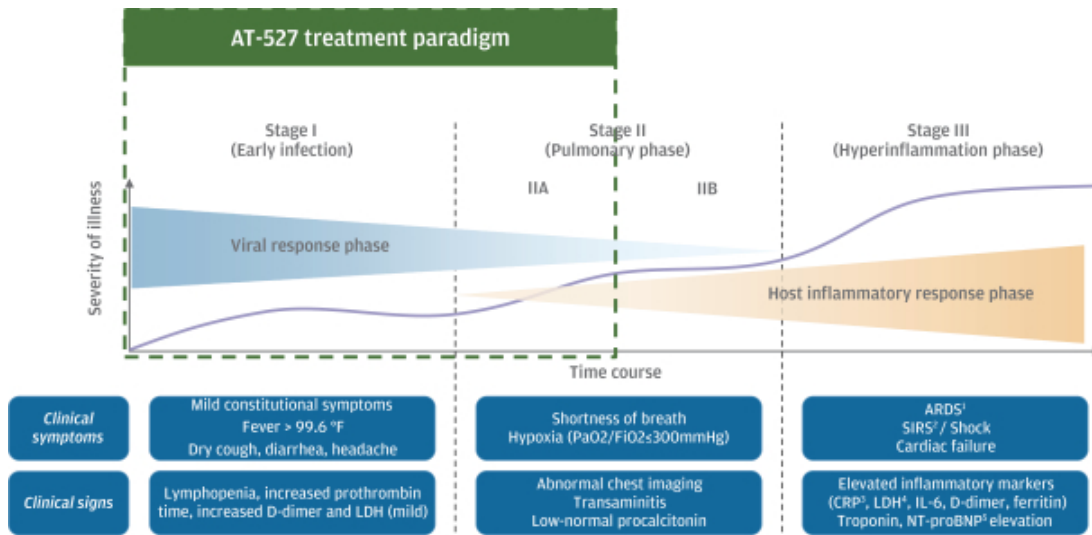 AT-527 treatment paradigm
Stage I
(Early infection)
Stage II
(Pulmonary phase)
Stage III
(Hyperinflammation phase)
IIA
IIB
Severity of illness
Viral response phase
Host inflammatory response phase
Time course
Clinical
symptoms
Mild constitutional symptoms
Fever > 99.6 ºF
Dry cough, diarrhea, headache
Shortness of breath
Hypoxia (PaO2/FiO2≤300mmHg)
ARDS¹
SIRS² / Shock
Cardiac failure
Clinical signs
Lymphopenia, increased prothrombin
time, increased D-dimer and LDH (mild)
Abnormal chest imaging
Transaminitis
Low-normal procalcitonin
Elevated inflammatory markers
(CRP³, LDH⁴, IL-6, D-dimer, ferritin)
Troponin, NT-proBNP⁵ elevation